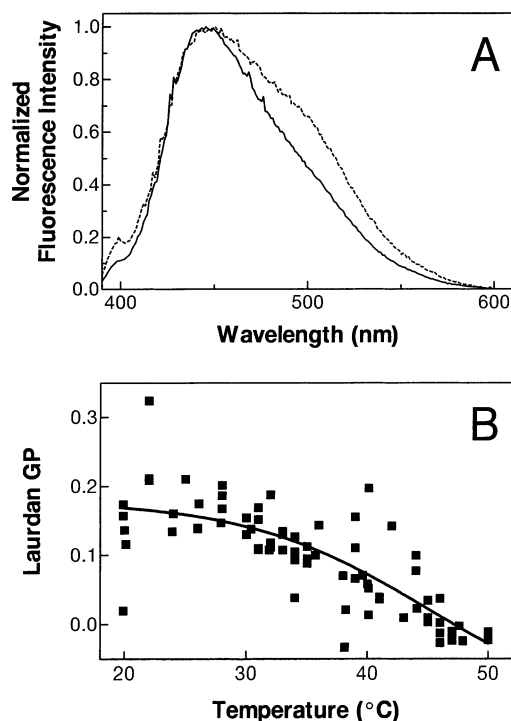 A
Normalized
Fluorescence Intensity
1.0
0.8
0.6
0.4
0.2
0.0
400
500
600
Wavelength (nm)
B
Laurdan GP
0.3
0.2
0.1
0.0
20
30
40
50
Temperature (°C)